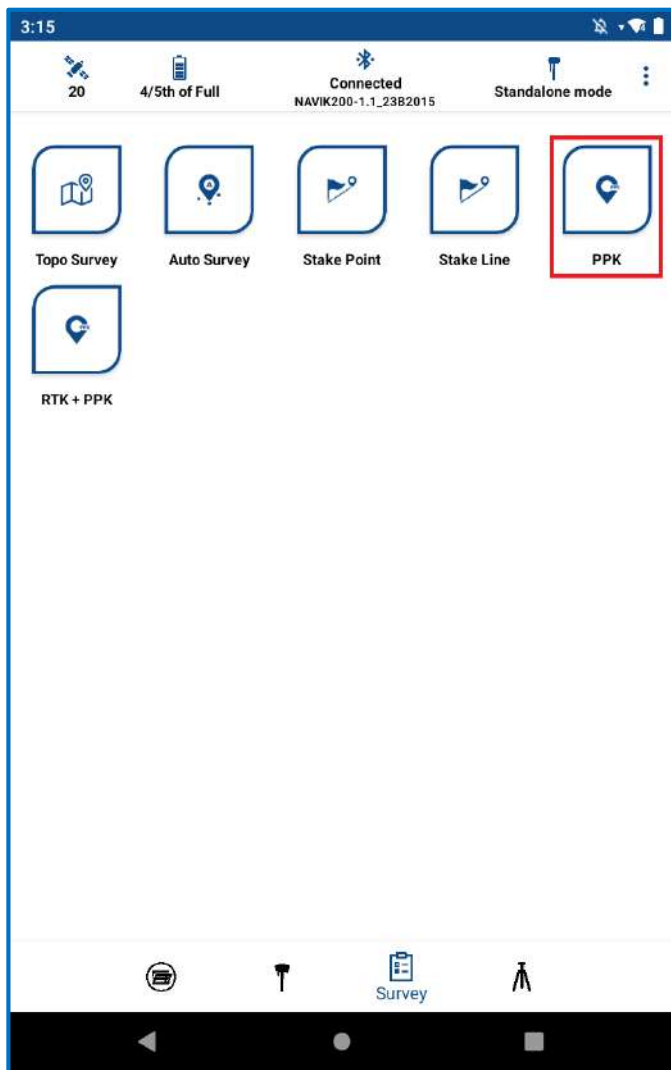 3:15
20
4/5th of Full
Connected
NAVIK200-1.1_23B2015
Standalone mode
Topo Survey
Auto Survey
Stake Point
Stake Line
PPK
RTK + PPK
Survey